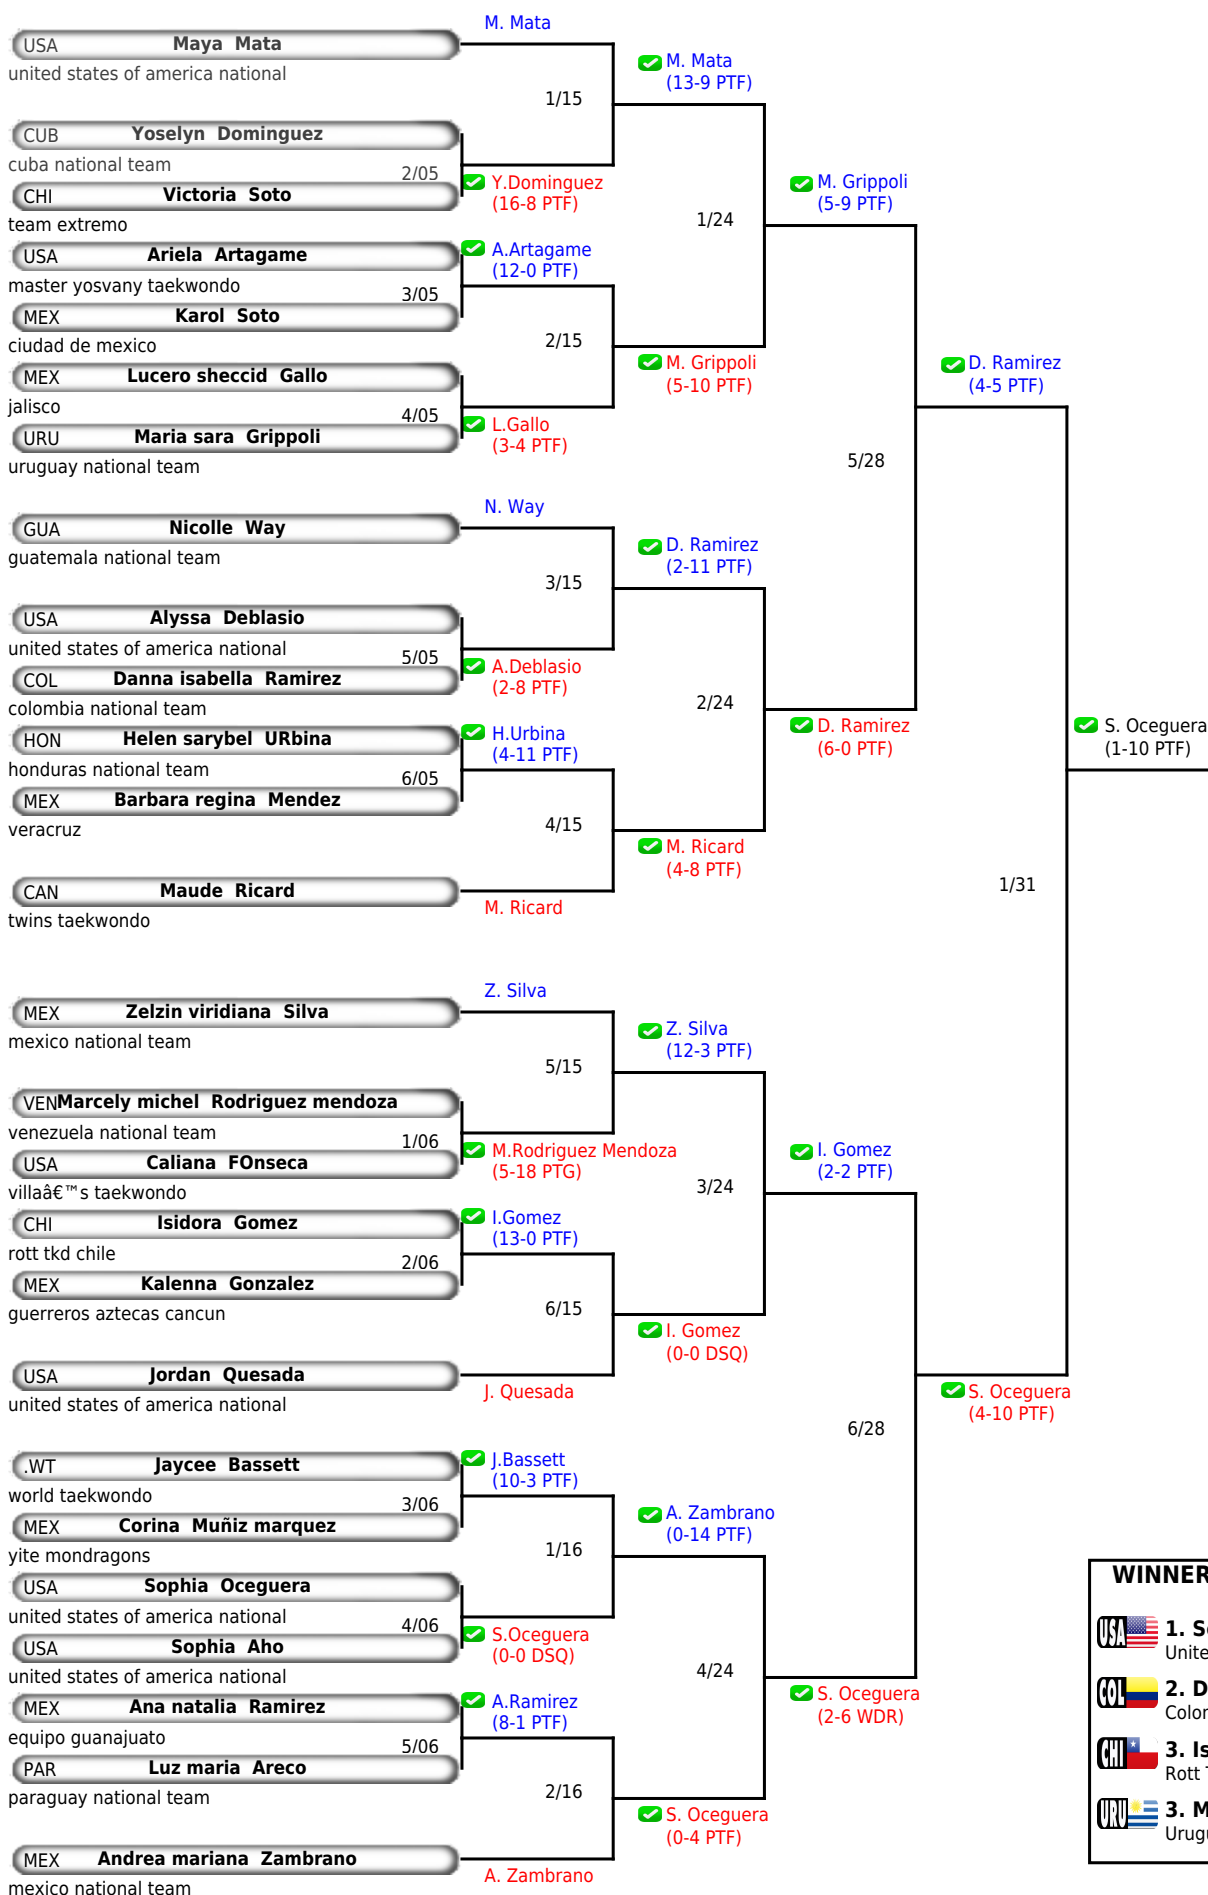 M. Mata
USA Maya Mata
united states of america national
M. Mata
(13-9 PTF)
1/15
CUB Yoselyn Dominguez
cuba national team
2/05
Y.Dominguez
(16-8 PTF)
CHI Victoria Soto
team extremo
M. Grippoli
(5-9 PTF)
1/24
USA Ariela Artagame
master yosvany taekwondo
A.Artagame
(12-0 PTF)
3/05
MEX Karol Soto
ciudad de mexico
2/15
M. Grippoli
(5-10 PTF)
MEX Lucero sheccid Gallo
jalisco
4/05
L.Gallo
(3-4 PTF)
URU Maria sara Grippoli
uruguay national team
D. Ramirez
(4-5 PTF)
5/28
N. Way
GUA Nicolle Way
guatemala national team
D. Ramirez
(2-11 PTF)
3/15
USA Alyssa Deblasio
united states of america national
5/05
A.Deblasio
(2-8 PTF)
COL Danna isabella Ramirez
colombia national team
2/24
D. Ramirez
(6-0 PTF)
S. Oceguera
(1-10 PTF)
HON Helen sarybel URbina
honduras national team
H.Urbina
(4-11 PTF)
6/05
MEX Barbara regina Mendez
veracruz
4/15
M. Ricard
(4-8 PTF)
CAN Maude Ricard
twins taekwondo
M. Ricard
1/31
Z. Silva
MEX Zelzin viridiana Silva
mexico national team
Z. Silva
(12-3 PTF)
5/15
VEN Marcely michel Rodriguez mendoza
venezuela national team
1/06
M.Rodriguez Mendoza
(5-18 PTG)
USA Caliana FOnseca
villaâ€™s taekwondo
3/24
I. Gomez
(2-2 PTF)
CHI Isidora Gomez
rott tkd chile
I.Gomez
(13-0 PTF)
2/06
MEX Kalenna Gonzalez
guerreros aztecas cancun
6/15
I. Gomez
(0-0 DSQ)
USA Jordan Quesada
united states of america national
J. Quesada
S. Oceguera
(4-10 PTF)
6/28
.WT Jaycee Bassett
world taekwondo
J.Bassett
(10-3 PTF)
3/06
MEX Corina Muñiz marquez
yite mondragons
A. Zambrano
(0-14 PTF)
1/16
USA Sophia Oceguera
united states of america national
4/06
S.Oceguera
(0-0 DSQ)
USA Sophia Aho
united states of america national
4/24
S. Oceguera
(2-6 WDR)
MEX Ana natalia Ramirez
equipo guanajuato
A.Ramirez
(8-1 PTF)
5/06
PAR Luz maria Areco
paraguay national team
2/16
S. Oceguera
(0-4 PTF)
MEX Andrea mariana Zambrano
mexico national team
A. Zambrano
WINNER
USA 1. S
Unite
COL 2. D
Color
CHI 3. Is
Rott
URU 3. M
Urugu